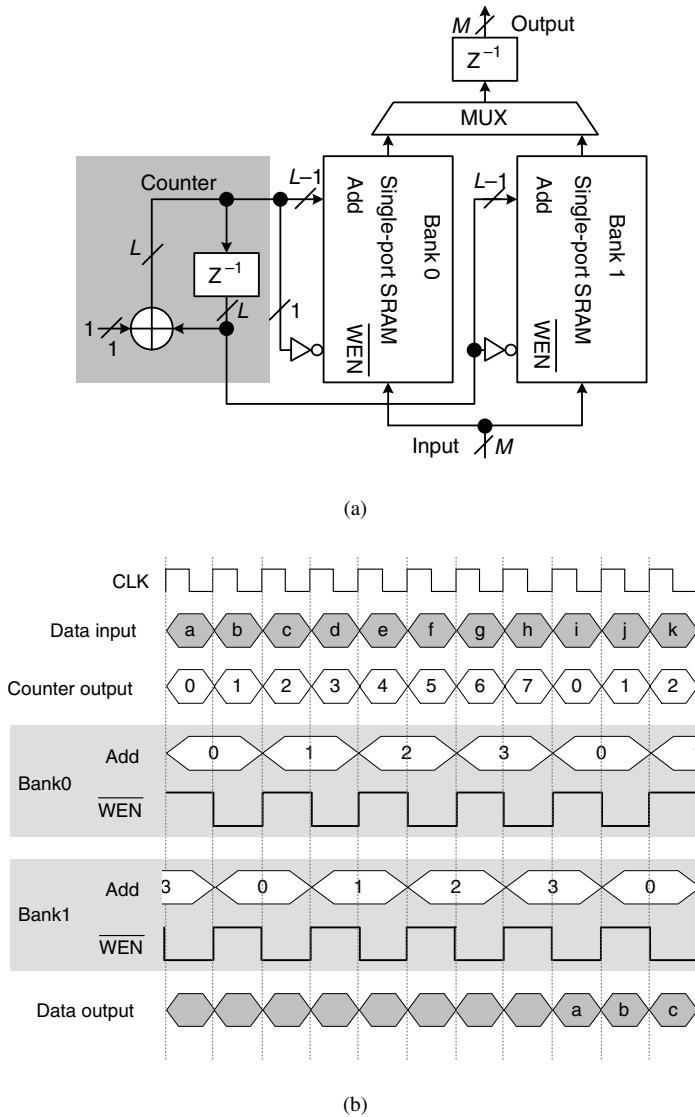 M Output
Z⁻¹
MUX
Counter
L
Z⁻¹
L
1
1
1
L–1
Add
Single-port SRAM
Bank 0
WEN
L–1
Add
Single-port SRAM
Bank 1
WEN
Input
M
(a)
CLK
Data input a b c d e f g h i j k
Counter output 0 1 2 3 4 5 6 7 0 1 2
Bank0
Add 0 1 2 3 0
WEN
Bank1
Add 3 0 1 2 3 0
WEN
Data output a b c
(b)